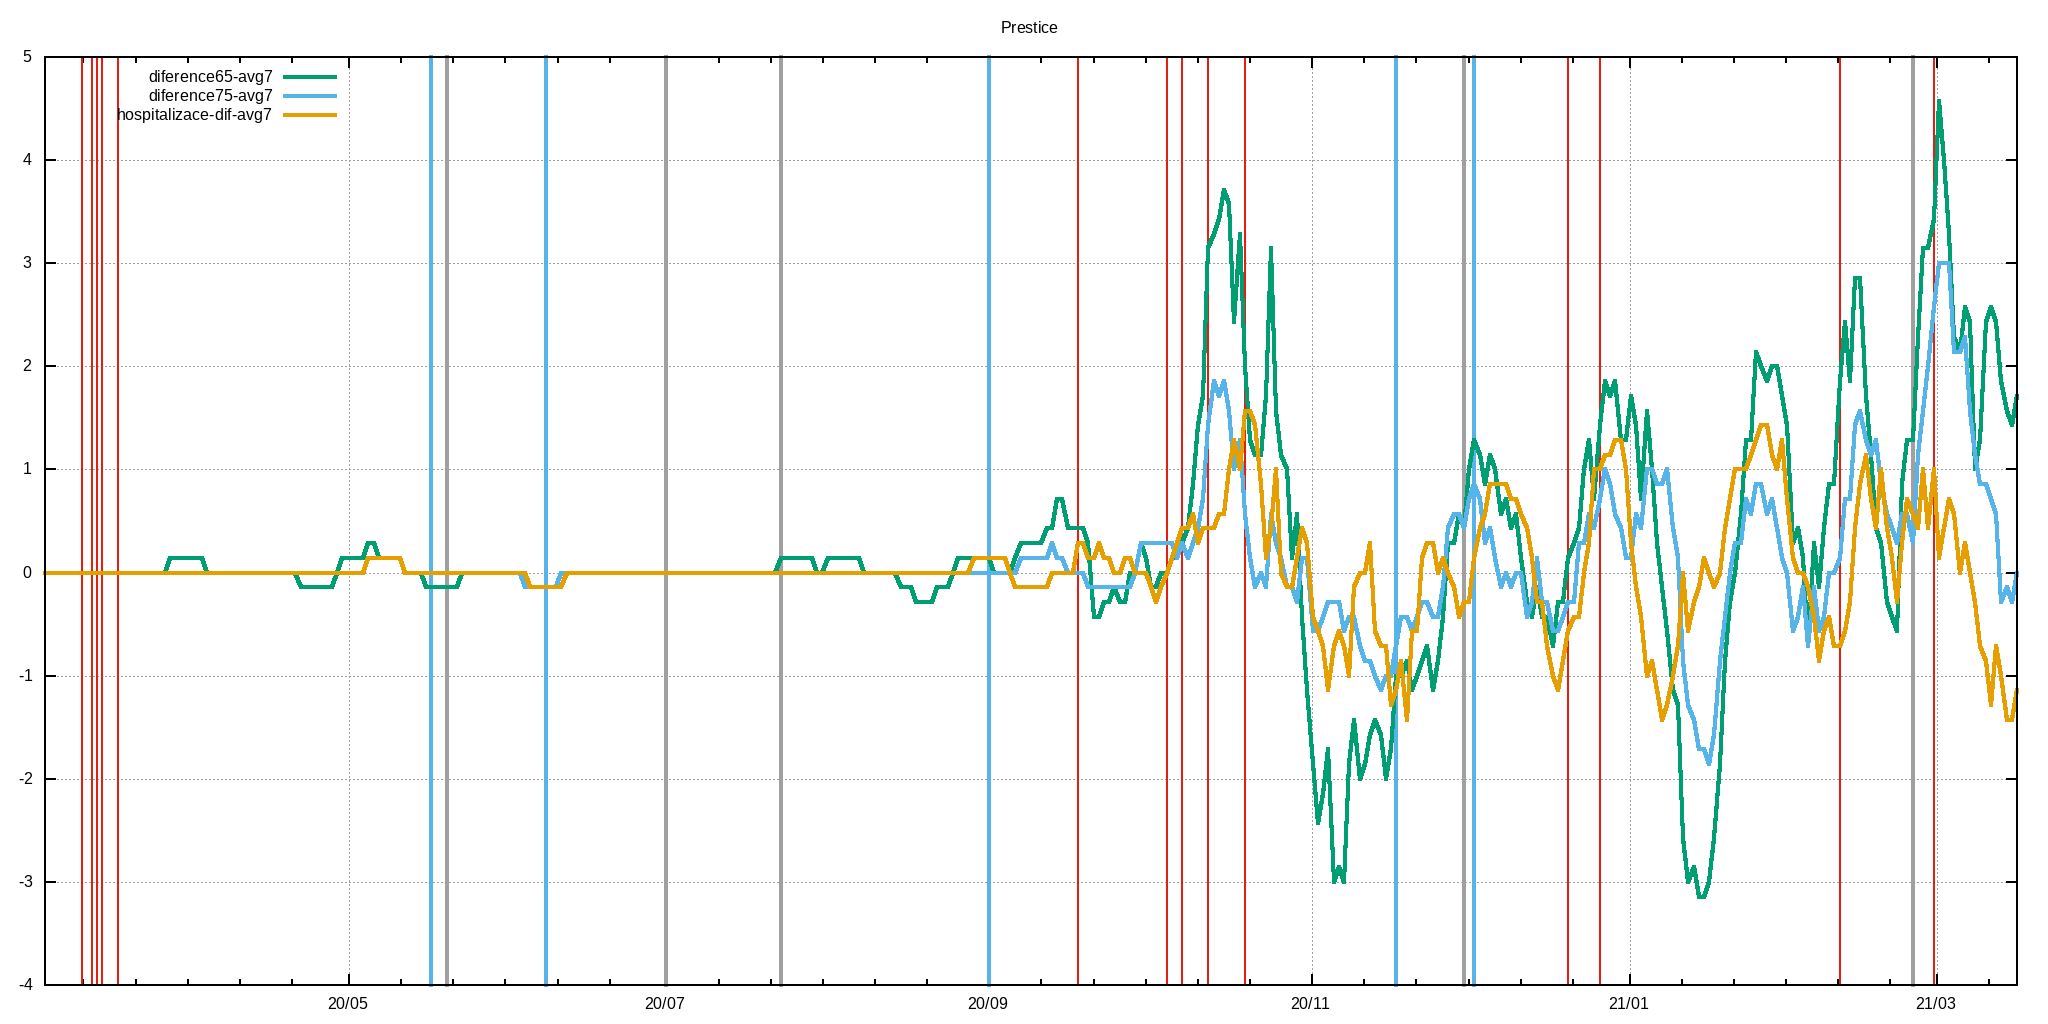 Prestice
5
diference65-avg7
diference75-avg7
hospitalizace-dif-avg7
4
3
2
1
0
-1
-2
-3
-4
20/05 20/07 20/09 20/11 21/01 21/03